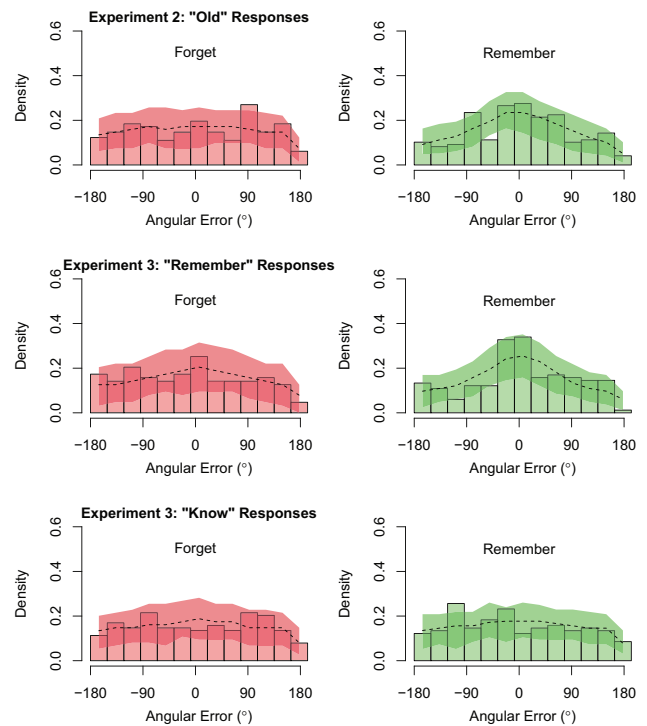 Experiment 2: "Old" Responses
Forget
Density
0.0 0.2 0.4 0.6
−180 −90 0 90 180
Angular Error (°)
Remember
Density
0.0 0.2 0.4 0.6
−180 −90 0 90 180
Angular Error (°)
Experiment 3: "Remember" Responses
Forget
Density
0.0 0.2 0.4 0.6
−180 −90 0 90 180
Angular Error (°)
Remember
Density
0.0 0.2 0.4 0.6
−180 −90 0 90 180
Angular Error (°)
Experiment 3: "Know" Responses
Forget
Density
0.0 0.2 0.4 0.6
−180 −90 0 90 180
Angular Error (°)
Remember
Density
0.0 0.2 0.4 0.6
−180 −90 0 90 180
Angular Error (°)